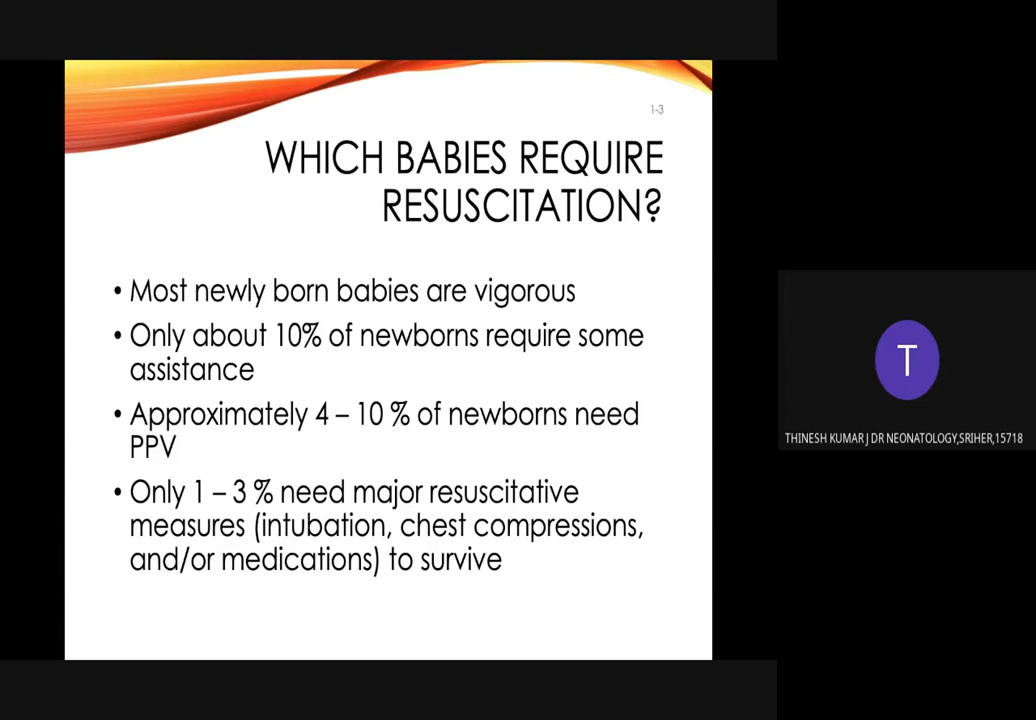 1-3
WHICH BABIES REQUIRE
RESUSCITATION?
• Most newly born babies are vigorous
• Only about 10% of newborns require some
assistance
• Approximately 4 – 10 % of newborns need
PPV
• Only 1 – 3 % need major resuscitative
measures (intubation, chest compressions,
and/or medications) to survive
T
THINESH KUMAR J DR NEONATOLOGY,SRIHER,15718